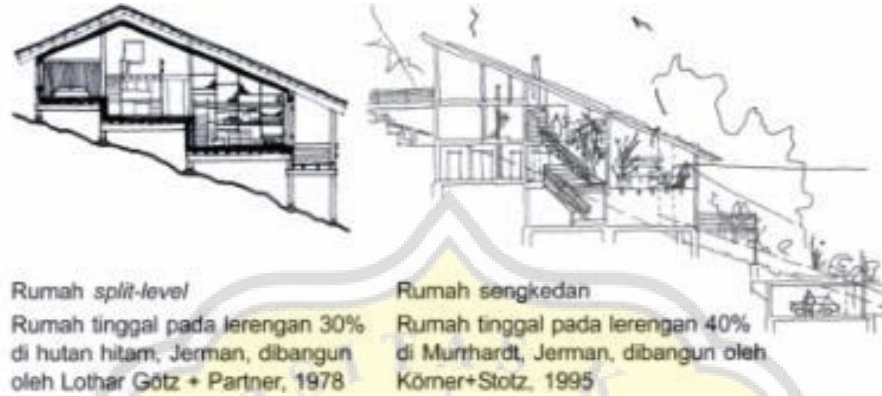 Rumah split-level
Rumah tinggal pada lerengan 30%
di hutan hitam, Jerman, dibangun
oleh Lothar Götz + Partner, 1978
Rumah sengkedan
Rumah tinggal pada lerengan 40%
di Murrhardt, Jerman, dibangun oleh
Körner+Stotz, 1995